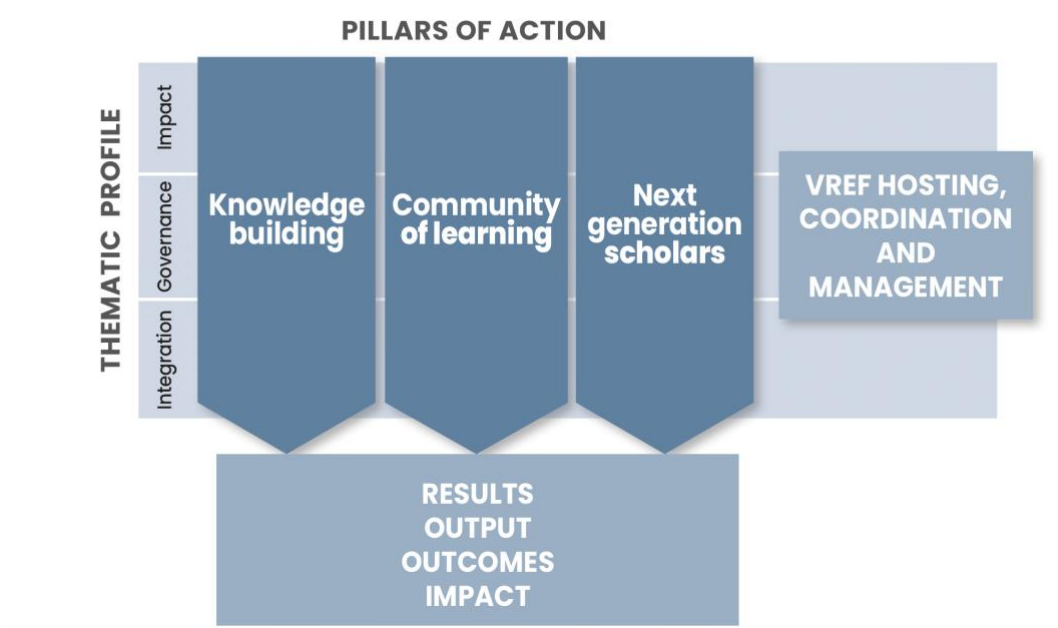 PILLARS OF ACTION
THEMATIC PROFILE
Impact
Governance
Integration
Knowledge
building
Community
of learning
Next
generation
scholars
VREF HOSTING,
COORDINATION
AND
MANAGEMENT
RESULTS
OUTPUT
OUTCOMES
IMPACT